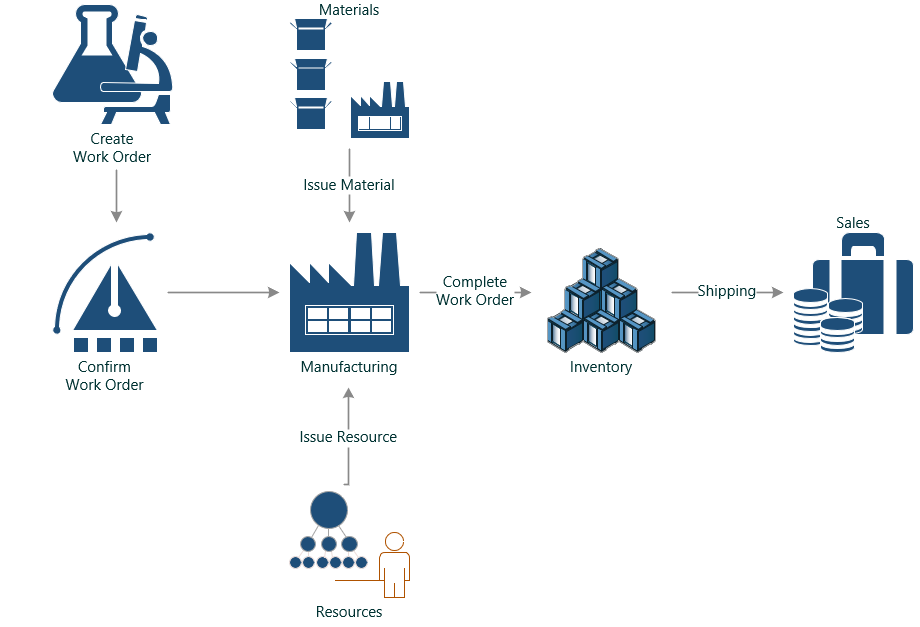 Materials
Create
Work Order
Issue Material
Sales
Complete
Work Order
Shipping
Confirm
Work Order
Manufacturing
Inventory
Issue Resource
Resources